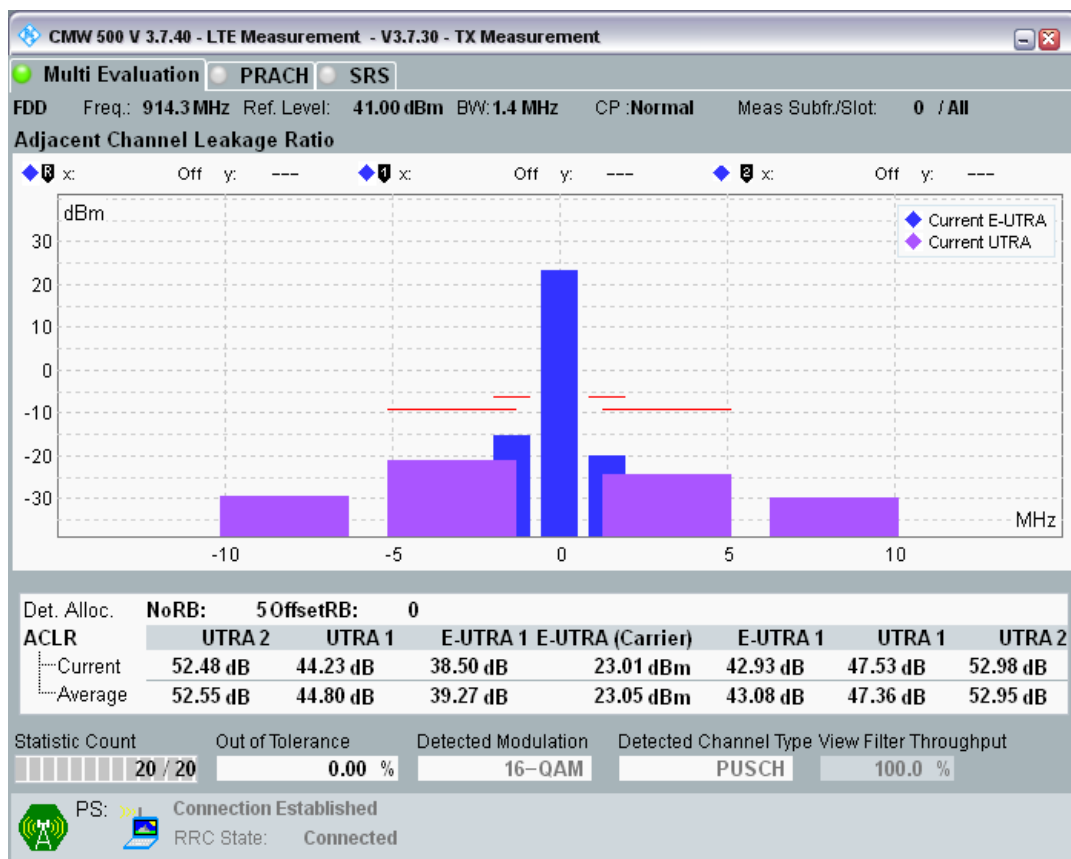 CMW 500 V 3.7.40 - LTE Measurement - V3.7.30 - TX Measurement
Multi Evaluation PRACH SRS
FDD Freq.: 914.3 MHz Ref. Level: 41.00 dBm BW: 1.4 MHz CP :Normal Meas Subfr./Slot: 0 / All
Adjacent Channel Leakage Ratio
R x: Off y: --- 1 x: Off y: --- 2 x: Off y: ---
dBm
Current E-UTRA
Current UTRA
30
20
10
0
-10
-20
-30
MHz
-10 -5 0 5 10
Det. Alloc. NoRB: 5 OffsetRB: 0
ACLR UTRA 2 UTRA 1 E-UTRA 1 E-UTRA (Carrier) E-UTRA 1 UTRA 1 UTRA 2
Current 52.48 dB 44.23 dB 38.50 dB 23.01 dBm 42.93 dB 47.53 dB 52.98 dB
Average 52.55 dB 44.80 dB 39.27 dB 23.05 dBm 43.08 dB 47.36 dB 52.95 dB
Statistic Count Out of Tolerance Detected Modulation Detected Channel Type View Filter Throughput
20 / 20 0.00 % 16-QAM PUSCH 100.0 %
PS: Connection Established
RRC State: Connected